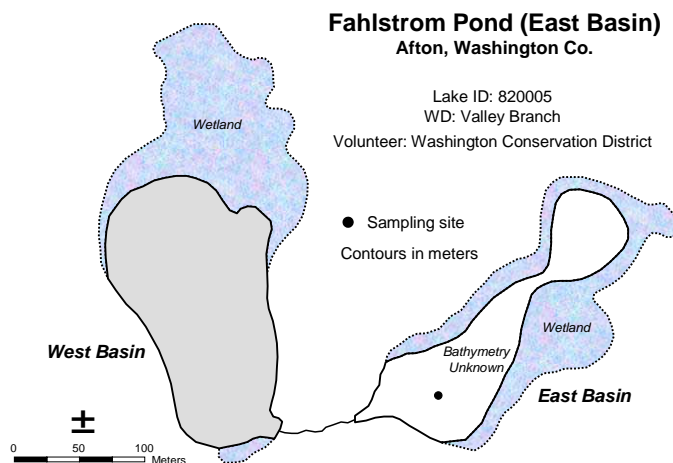 Fahlstrom Pond (East Basin)
Afton, Washington Co.
Lake ID: 820005
WD: Valley Branch
Volunteer: Washington Conservation District
Wetland
Sampling site
Contours in meters
West Basin
Bathymetry
Unknown
Wetland
East Basin
±
0 50 100
Meters